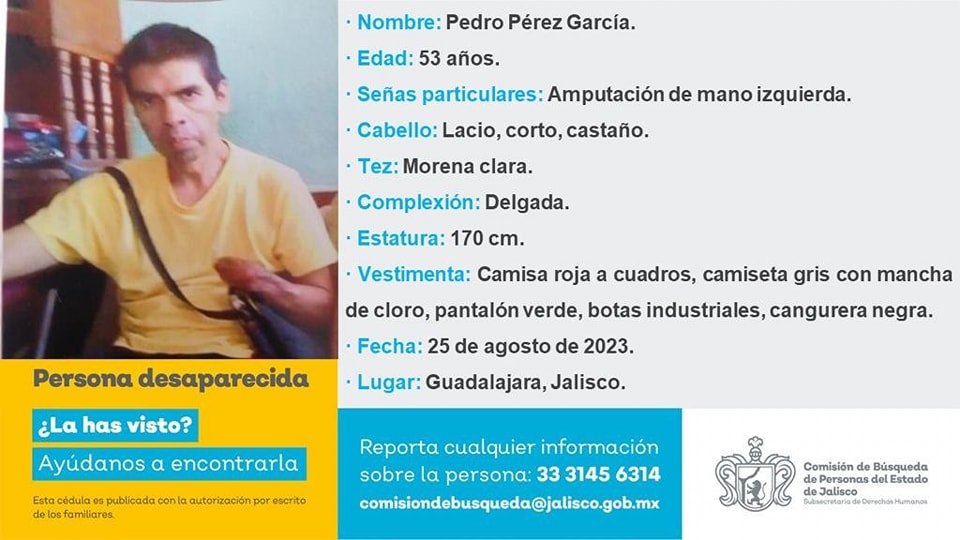 · Nombre: Pedro Pérez García.
· Edad: 53 años.
· Señas particulares: Amputación de mano izquierda.
· Cabello: Lacio, corto, castaño.
· Tez: Morena clara.
· Complexión: Delgada.
· Estatura: 170 cm.
· Vestimenta: Camisa roja a cuadros, camiseta gris con mancha
de cloro, pantalón verde, botas industriales, cangurera negra.
· Fecha: 25 de agosto de 2023.
· Lugar: Guadalajara, Jalisco.
Persona desaparecida
¿La has visto?
Ayúdanos a encontrarla
Esta cédula es publicada con la autorización por escrito
de los familiares.
Reporta cualquier información
sobre la persona: 33 3145 6314
comisiondebusqueda@jalisco.gob.mx
Comisión de Búsqueda
de Personas del Estado
de Jalisco
Subsecretaría de Derechos Humanos